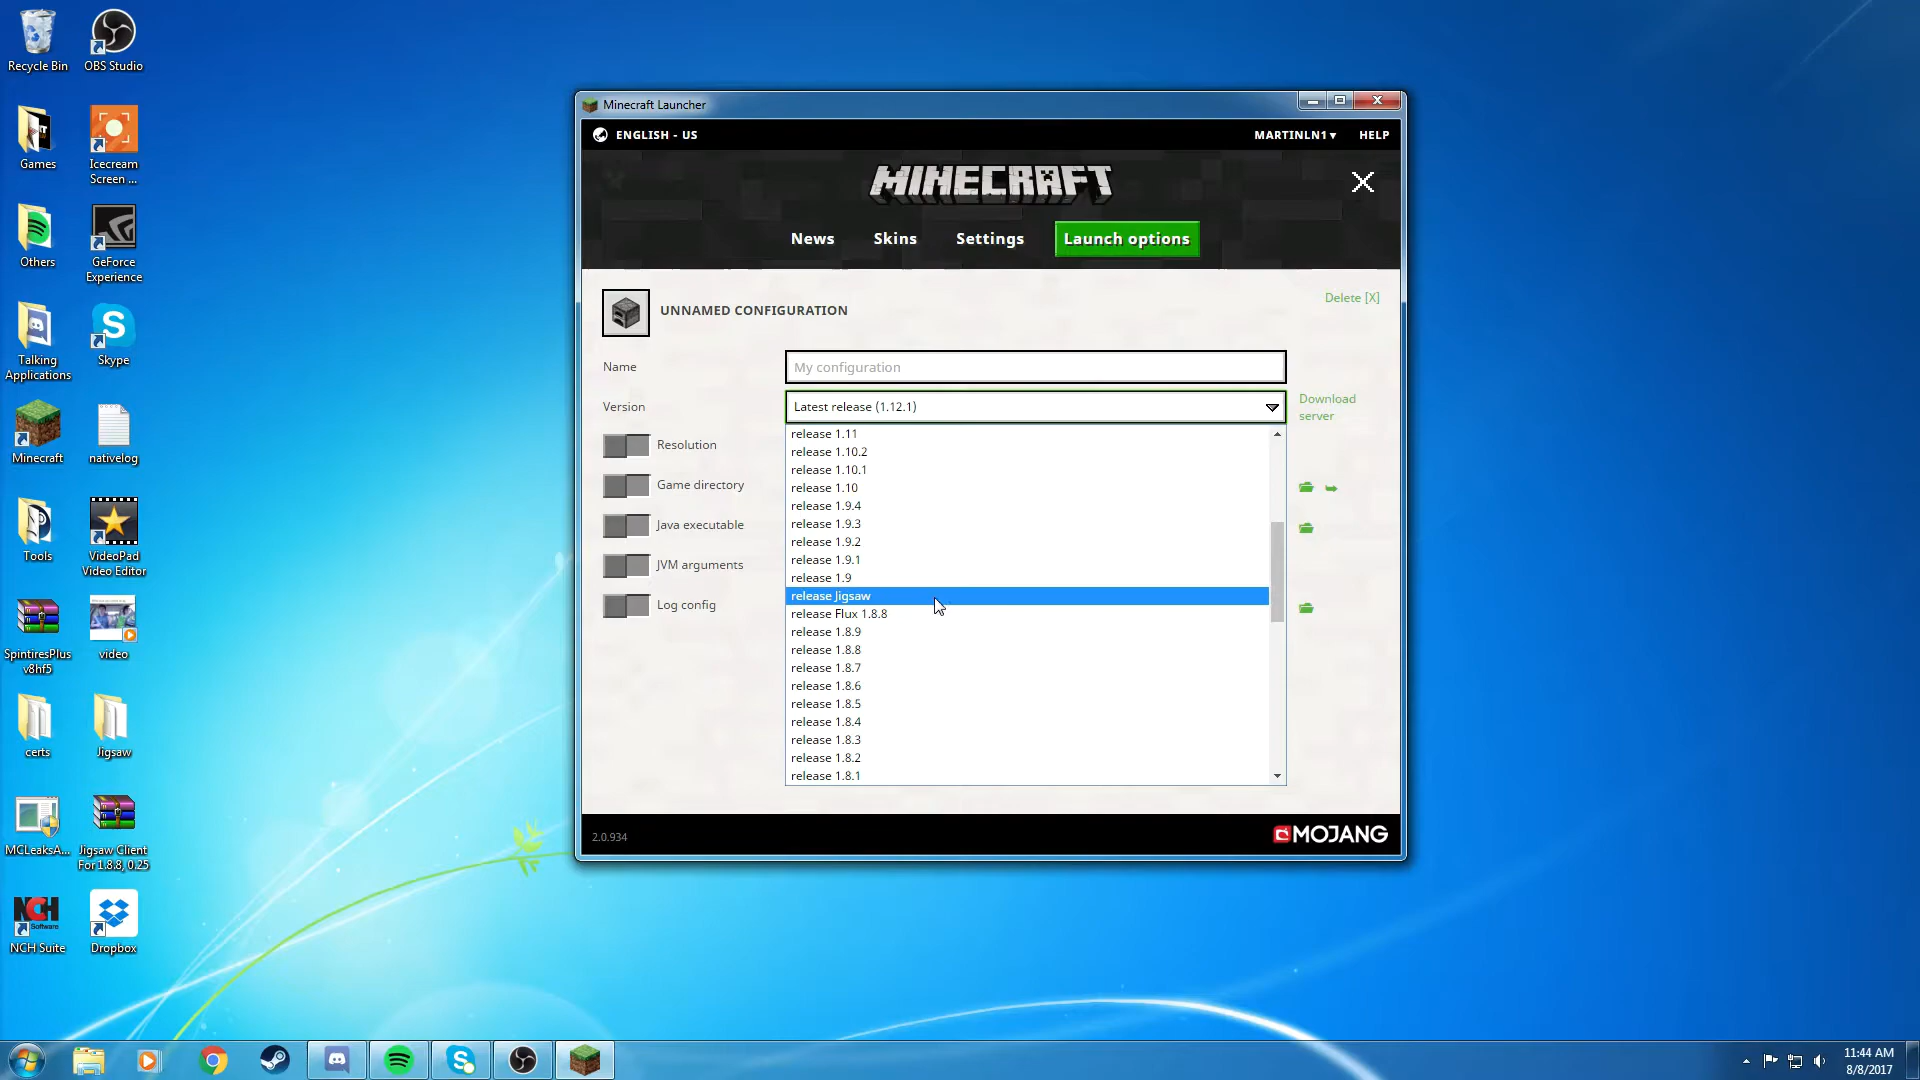 Recycle Bin
OBS Studio
Games
Icecream
Screen ...
Others
GeForce
Experience
Talking
Applications
Skype
Minecraft
nativelog
Tools
VideoPad
Video Editor
SpintiresPlus
v8hf5
video
certs
Jigsaw
MCLeaksA...
Jigsaw Client
For 1.8.8, 0.25
NCH
Software
NCH Suite
Dropbox
Minecraft Launcher
ENGLISH - US
MARTINLN1
HELP
MINECRAFT
News
Skins
Settings
Launch options
UNNAMED CONFIGURATION
Delete [X]
Name
My configuration
Version
Latest release (1.12.1)
Download
server
Resolution
Game directory
Java executable
JVM arguments
Log config
release 1.11
release 1.10.2
release 1.10.1
release 1.10
release 1.9.4
release 1.9.3
release 1.9.2
release 1.9.1
release 1.9
release Jigsaw
release Flux 1.8.8
release 1.8.9
release 1.8.8
release 1.8.7
release 1.8.6
release 1.8.5
release 1.8.4
release 1.8.3
release 1.8.2
release 1.8.1
2.0.934
MOJANG
11:44 AM
8/8/2017